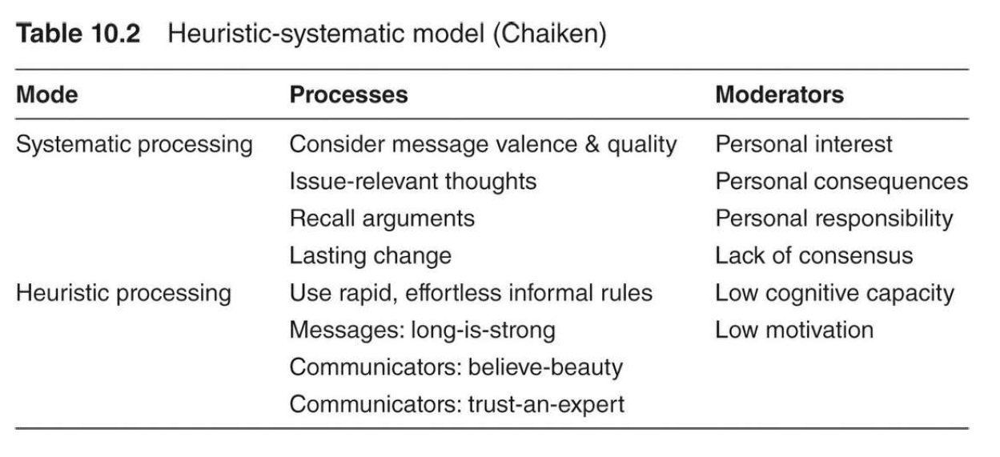 Table 10.2 Heuristic-systematic model (Chaiken)
Mode Processes Moderators
Systematic processing Consider message valence & quality Personal interest
Issue-relevant thoughts Personal consequences
Recall arguments Personal responsibility
Lasting change Lack of consensus
Heuristic processing Use rapid, effortless informal rules Low cognitive capacity
Messages: long-is-strong Low motivation
Communicators: believe-beauty
Communicators: trust-an-expert